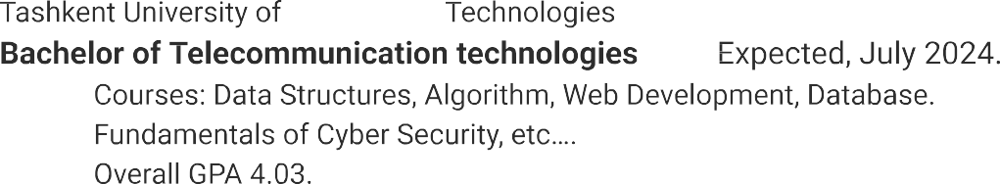 Tashkent University of Technologies
Bachelor of Telecommunication technologies Expected, July 2024.
Courses: Data Structures, Algorithm, Web Development, Database.
Fundamentals of Cyber Security, etc....
Overall GPA 4.03.